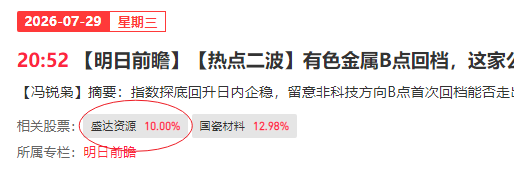 2026-07-29 星期三
20:52 【明日前瞻】【热点二波】有色金属B点回档，这家
【冯锐枭】摘要：指数探底回升日内企稳，留意非科技方向B点首次回档能否走
相关股票： 盛达资源 10.00% 国瓷材料 12.98%
所属专栏：明日前瞻